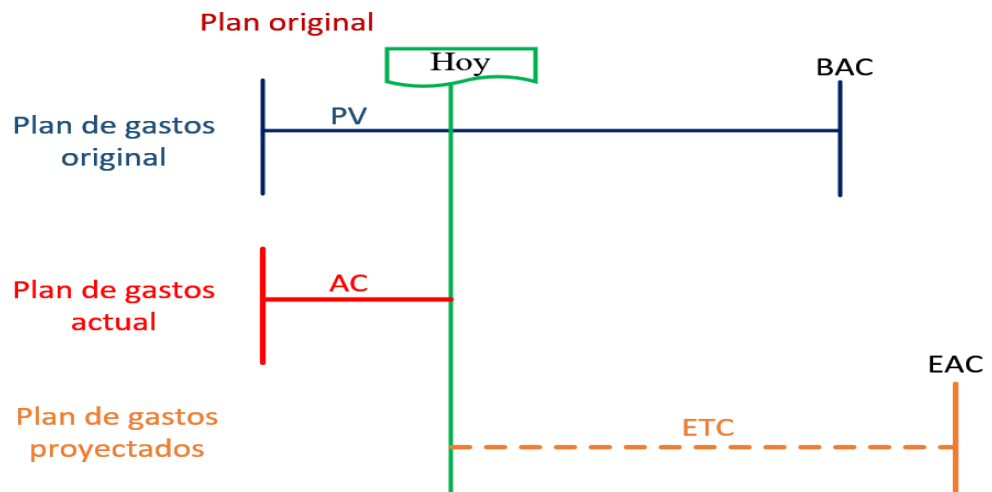 Plan original
Hoy
BAC
PV
Plan de gastos
original
AC
Plan de gastos
actual
EAC
Plan de gastos
proyectados
ETC